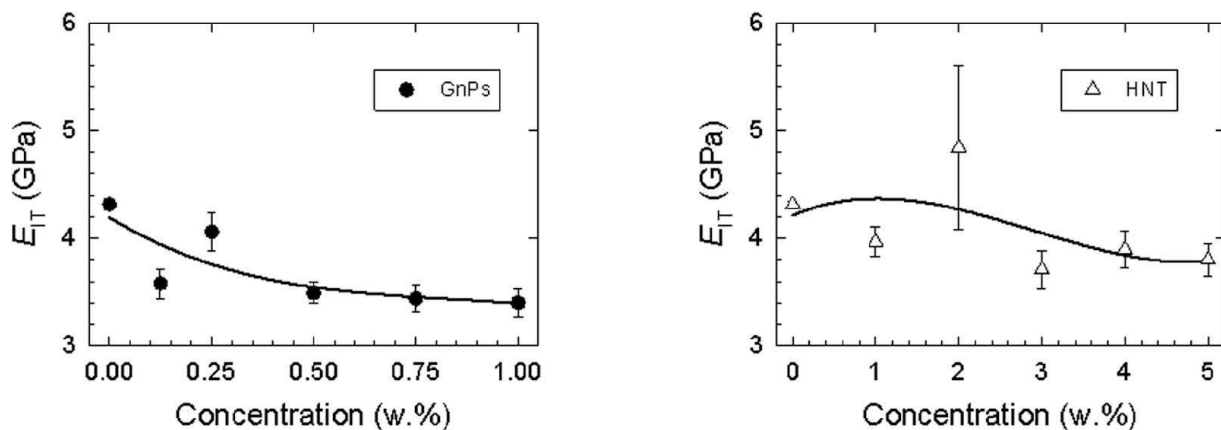 6
5
4
3
E_IT (GPa)
GnPs
0.00 0.25 0.50 0.75 1.00
Concentration (w.%)
6
5
4
3
E_IT (GPa)
HNT
0 1 2 3 4 5
Concentration (w.%)